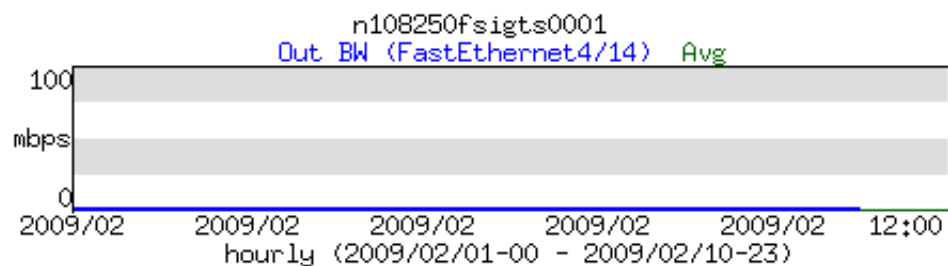 n108250fsigts0001
Out BW (FastEthernet4/14) Avg
100
mbps
0
2009/02 2009/02 2009/02 2009/02 2009/02 12:00
hourly (2009/02/01-00 - 2009/02/10-23)